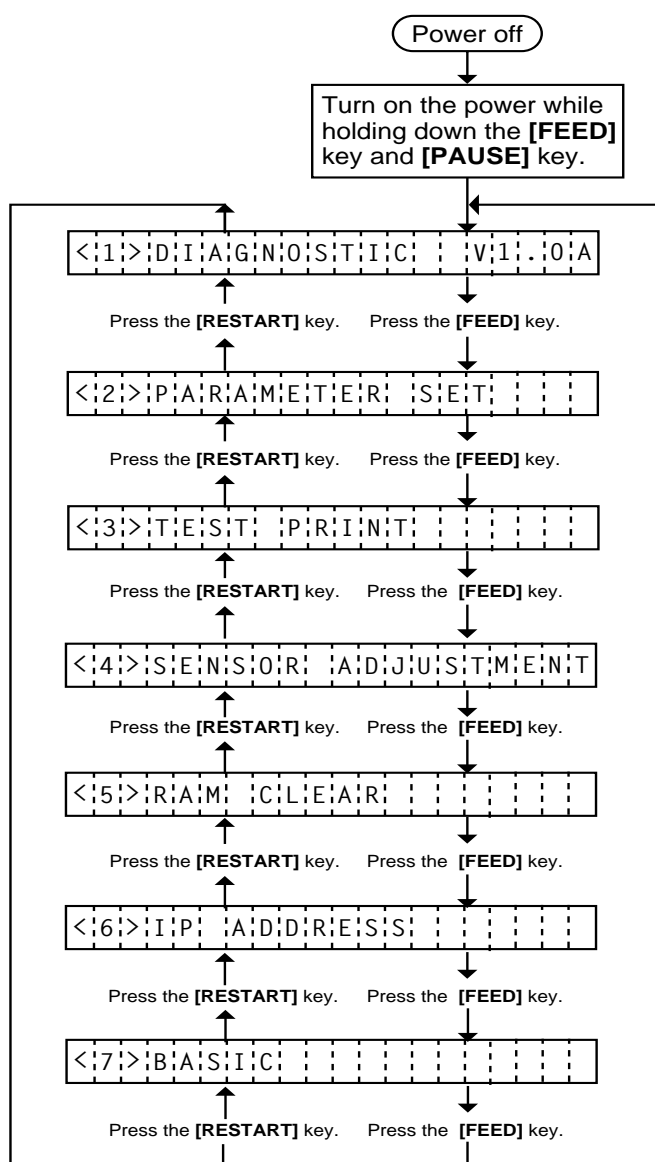 Power off
Turn on the power while
holding down the [FEED]
key and [PAUSE] key.
<1>DIAGNOSTIC  V1.0A
Press the [RESTART] key. Press the [FEED] key.
<2>PARAMETER SET
Press the [RESTART] key. Press the [FEED] key.
<3>TEST PRINT
Press the [RESTART] key. Press the [FEED] key.
<4>SENSOR ADJUSTMENT
Press the [RESTART] key. Press the [FEED] key.
<5>RAM CLEAR
Press the [RESTART] key. Press the [FEED] key.
<6>IP ADDRESS
Press the [RESTART] key. Press the [FEED] key.
<7>BASIC
Press the [RESTART] key. Press the [FEED] key.